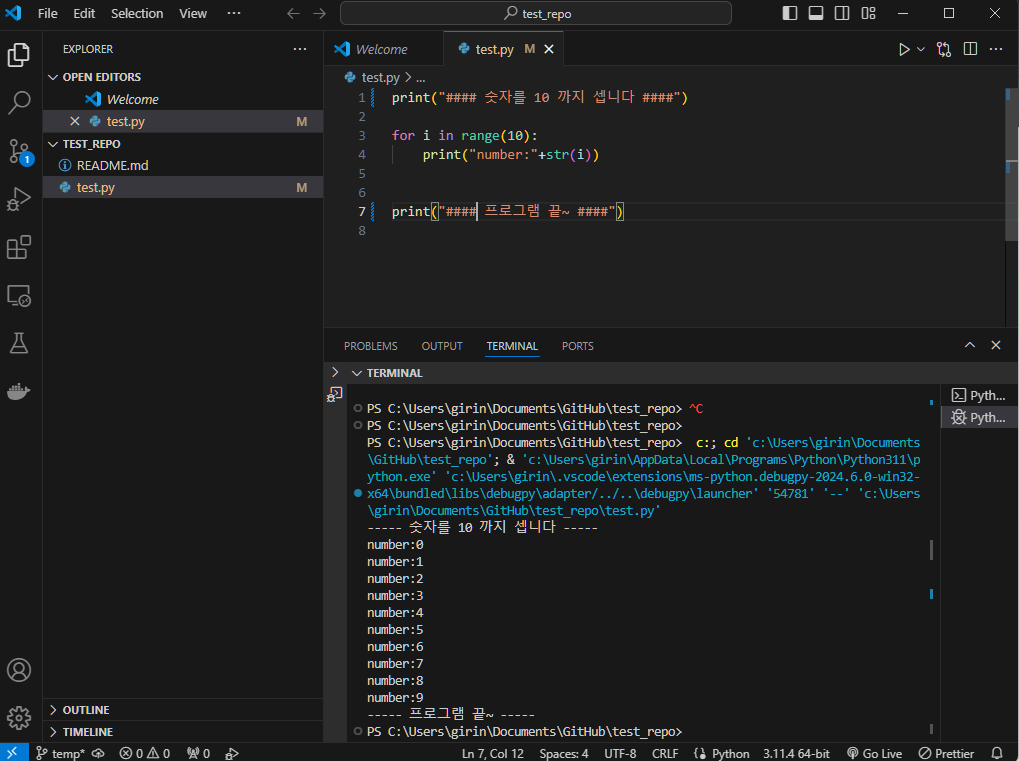 File Edit Selection View ··· test_repo
EXPLORER ···
OPEN EDITORS
Welcome
test.py M
TEST_REPO
README.md
test.py M
1
OUTLINE
TIMELINE
Welcome test.py M
test.py > ...
1 print("#### 숫자를 10 까지 셉니다 ####")
2
3 for i in range(10):
4 print("number:"+str(i))
5
6
7 print("#### 프로그램 끝~ ####")
8
PROBLEMS OUTPUT TERMINAL PORTS
TERMINAL
Pyth...
Pyth...
PS C:\Users\girin\Documents\GitHub\test_repo> ^C
PS C:\Users\girin\Documents\GitHub\test_repo>
PS C:\Users\girin\Documents\GitHub\test_repo> c:; cd 'c:\Users\girin\Documents
\GitHub\test_repo'; & 'c:\Users\girin\AppData\Local\Programs\Python\Python311\p
ython.exe' 'c:\Users\girin\.vscode\extensions\ms-python.debugpy-2024.6.0-win32-
x64\bundled\libs\debugpy\adapter/../..\debugpy\launcher' '54781' '--' 'c:\Users
\girin\Documents\GitHub\test_repo\test.py'
----- 숫자를 10 까지 셉니다 -----
number:0
number:1
number:2
number:3
number:4
number:5
number:6
number:7
number:8
number:9
----- 프로그램 끝~ -----
PS C:\Users\girin\Documents\GitHub\test_repo>
temp* 0 0 0 Ln 7, Col 12 Spaces: 4 UTF-8 CRLF Python 3.11.4 64-bit Go Live Prettier